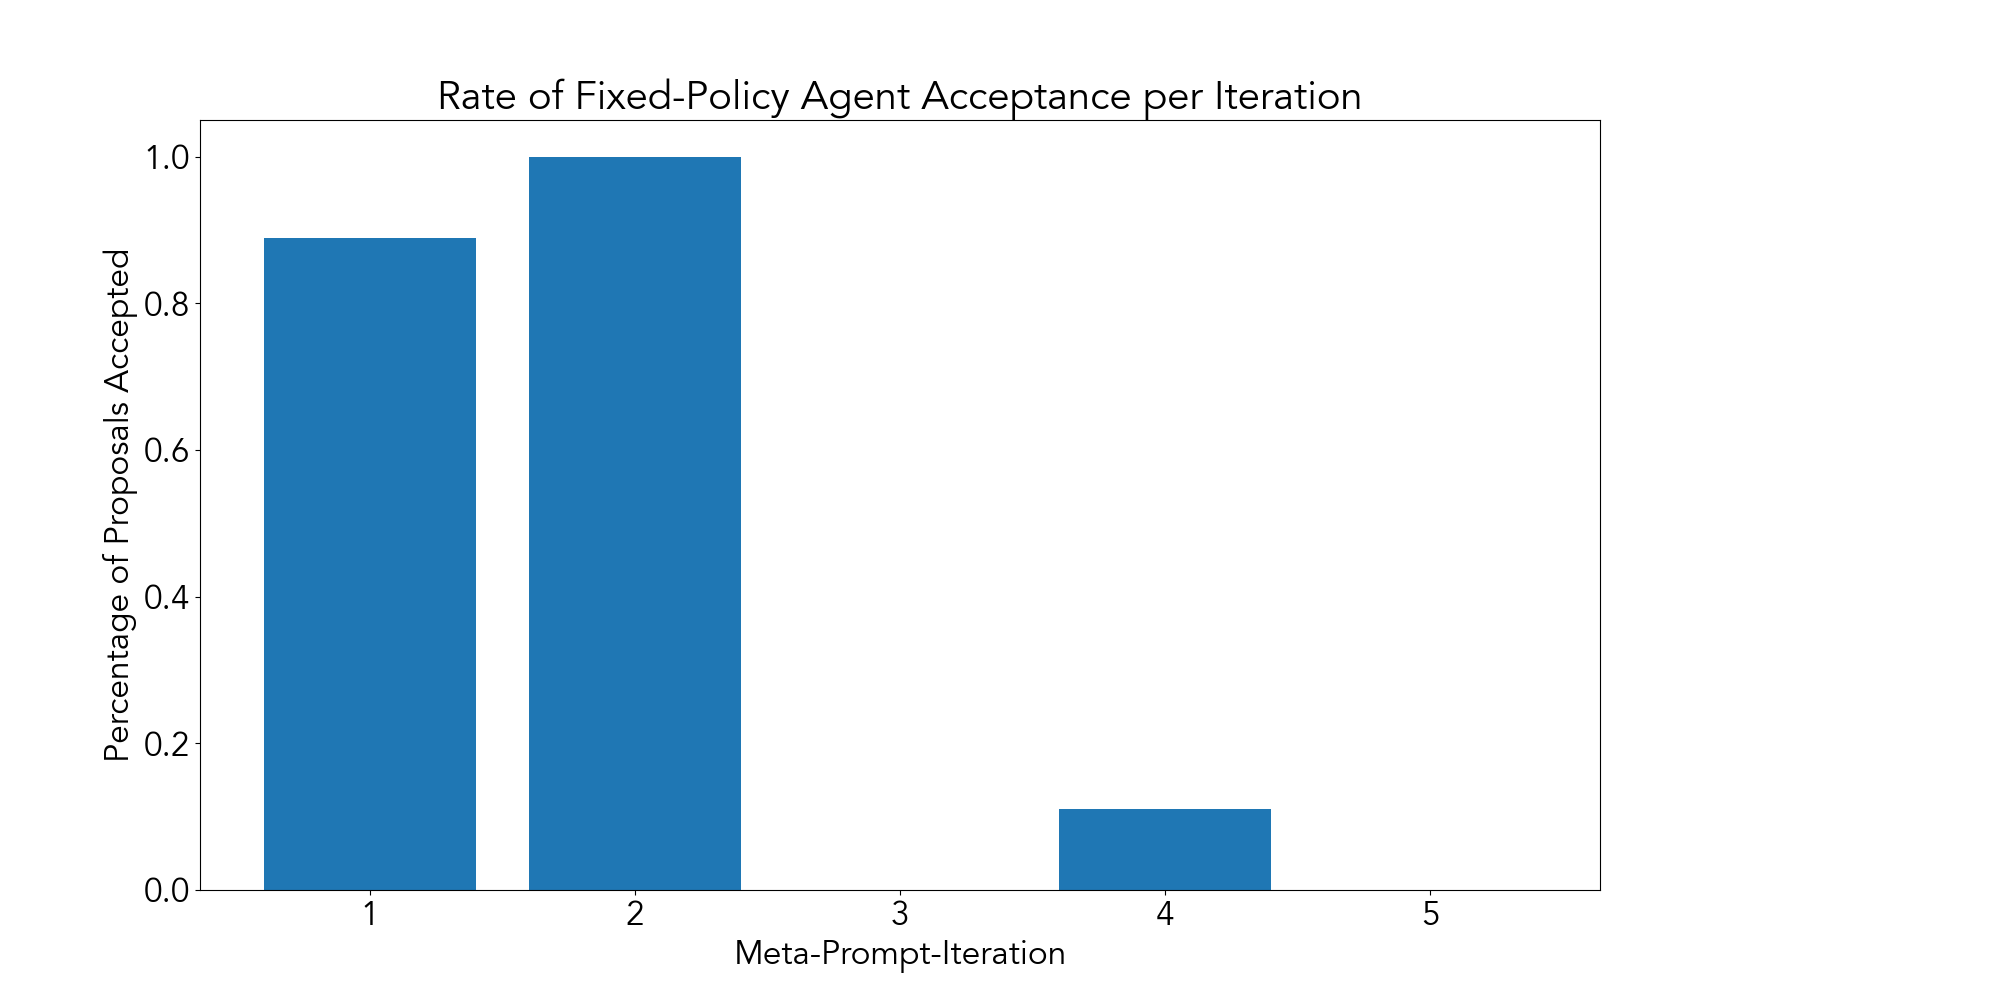 Rate of Fixed-Policy Agent Acceptance per Iteration
Percentage of Proposals Accepted
1.0
0.8
0.6
0.4
0.2
0.0
1 2 3 4 5
Meta-Prompt-Iteration